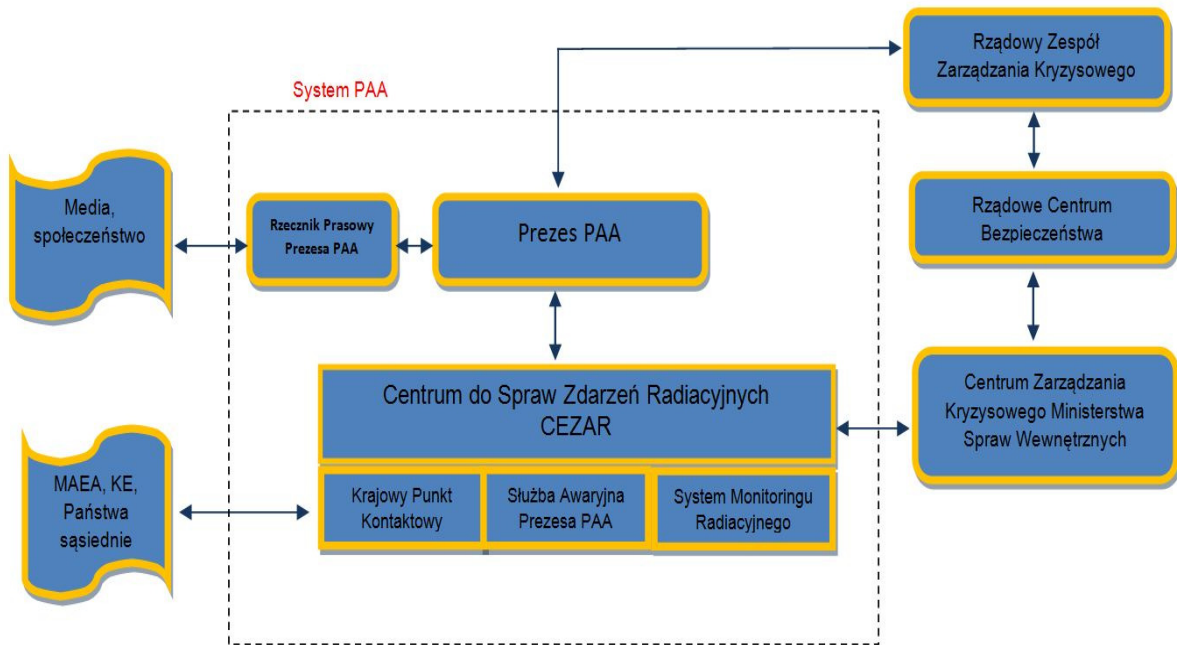 Rządowy Zespół
Zarządzania Kryzysowego
System PAA
Media,
społeczeństwo
Rzecznik Prasowy
Prezesa PAA
Prezes PAA
Rządowe Centrum
Bezpieczeństwa
Centrum do Spraw Zdarzeń Radiacyjnych
CEZAR
Centrum Zarządzania
Kryzysowego Ministerstwa
Spraw Wewnętrznych
MAEA, KE,
Państwa
sąsiednie
Krajowy Punkt
Kontaktowy
Służba Awaryjna
Prezesa PAA
System Monitoringu
Radiacyjnego